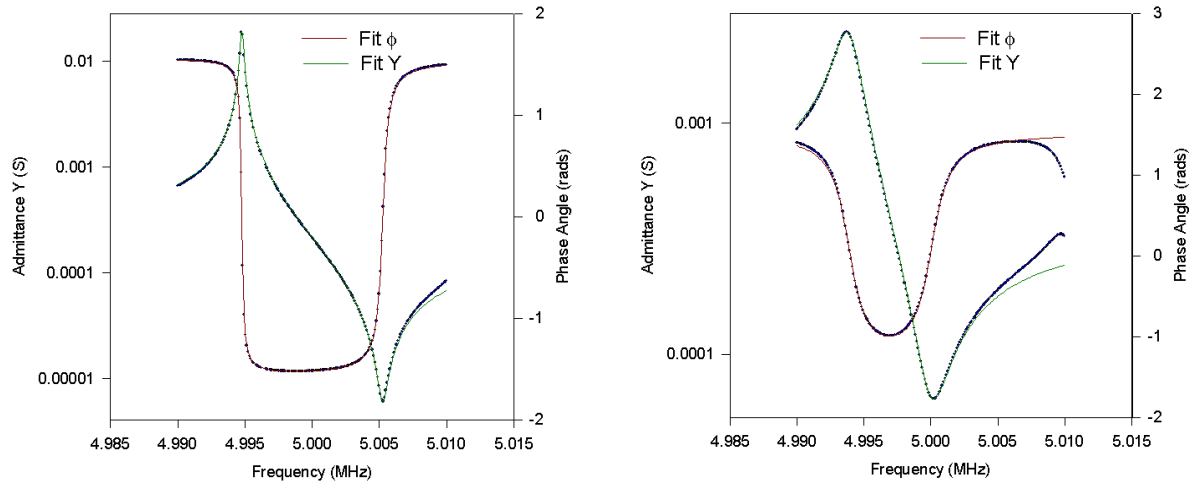 Fit ϕ
Fit Y
Admittance Y (S)
0.01
0.001
0.0001
0.00001
2
1
0
-1
-2
Phase Angle (rads)
4.985 4.990 4.995 5.000 5.005 5.010 5.015
Frequency (MHz)
Fit ϕ
Fit Y
Admittance Y (S)
0.001
0.0001
3
2
1
0
-1
-2
Phase Angle (rads)
4.985 4.990 4.995 5.000 5.005 5.010 5.015
Frequency (MHz)